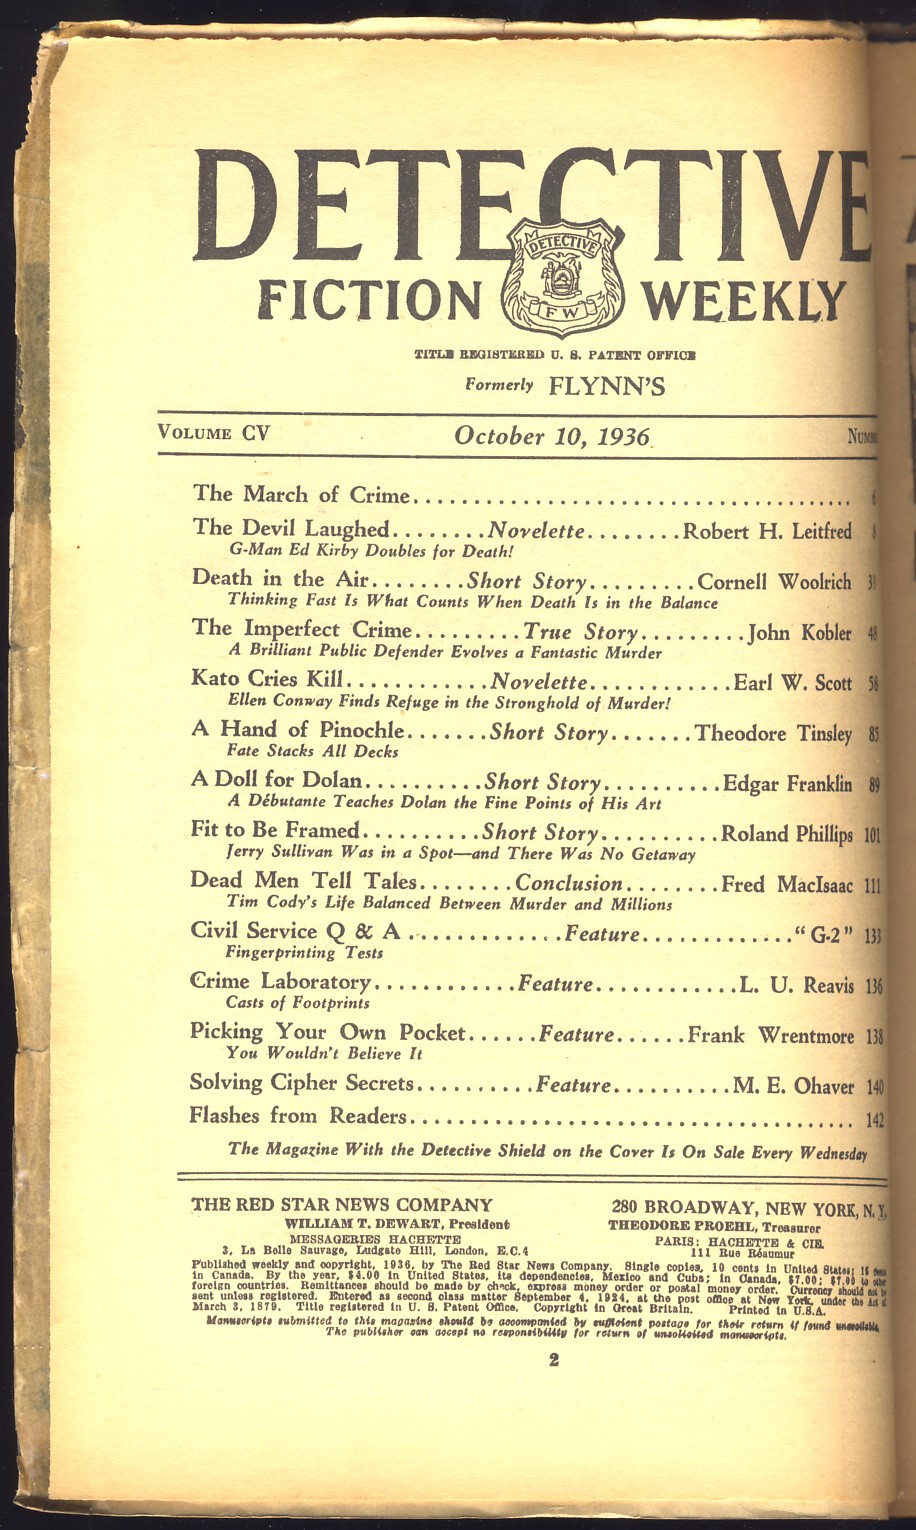 DETECTIVE
DETECTIVE
F W
FICTION WEEKLY
TITLE REGISTERED U. S. PATENT OFFICE
Formerly FLYNN'S
VOLUME CV October 10, 1936
The March of Crime........................................ 6
The Devil Laughed........Novelette........Robert H. Leitfred 8
G-Man Ed Kirby Doubles for Death!
Death in the Air........Short Story.........Cornell Woolrich 33
Thinking Fast Is What Counts When Death Is in the Balance
The Imperfect Crime.........True Story.........John Kobler 48
A Brilliant Public Defender Evolves a Fantastic Murder
Kato Cries Kill............Novelette............Earl W. Scott 58
Ellen Conway Finds Refuge in the Stronghold of Murder!
A Hand of Pinochle.......Short Story.......Theodore Tinsley 85
Fate Stacks All Decks
A Doll for Dolan..........Short Story..........Edgar Franklin 89
A Débutante Teaches Dolan the Fine Points of His Art
Fit to Be Framed..........Short Story..........Roland Phillips 101
Jerry Sullivan Was in a Spot—and There Was No Getaway
Dead Men Tell Tales........Conclusion........Fred MacIsaac 111
Tim Cody's Life Balanced Between Murder and Millions
Civil Service Q & A .............Feature............."G-2" 133
Fingerprinting Tests
Crime Laboratory............Feature............L. U. Reavis 136
Casts of Footprints
Picking Your Own Pocket......Feature......Frank Wrentmore 138
You Wouldn't Believe It
Solving Cipher Secrets..........Feature..........M. E. Ohaver 140
Flashes from Readers..................................... 142
The Magazine With the Detective Shield on the Cover Is On Sale Every Wednesday
THE RED STAR NEWS COMPANY 280 BROADWAY, NEW YORK, N. Y.
WILLIAM T. DEWART, President THEODORE PROEHL, Treasurer
MESSAGERIES HACHETTE PARIS: HACHETTE & CIE.
3, La Belle Sauvage, Ludgate Hill, London, E.C.4 111 Rue Réaumur
Published weekly and copyright, 1936, by The Red Star News Company. Single copies, 10 cents in United States; 15 cents
in Canada. By the year, $4.00 in United States, its dependencies, Mexico and Cuba; in Canada, $7.00; $7.00 to other
foreign countries. Remittances should be made by check, express money order or postal money order. Currency should not be
sent unless registered. Entered as second class matter September 4, 1924, at the post office at New York, under the Act of
March 3, 1879. Title registered in U. S. Patent Office. Copyright in Great Britain. Printed in U.S.A.
Manuscripts submitted to this magazine should be accompanied by sufficient postage for their return if found unavailable.
The publisher can accept no responsibility for return of unsolicited manuscripts.
2